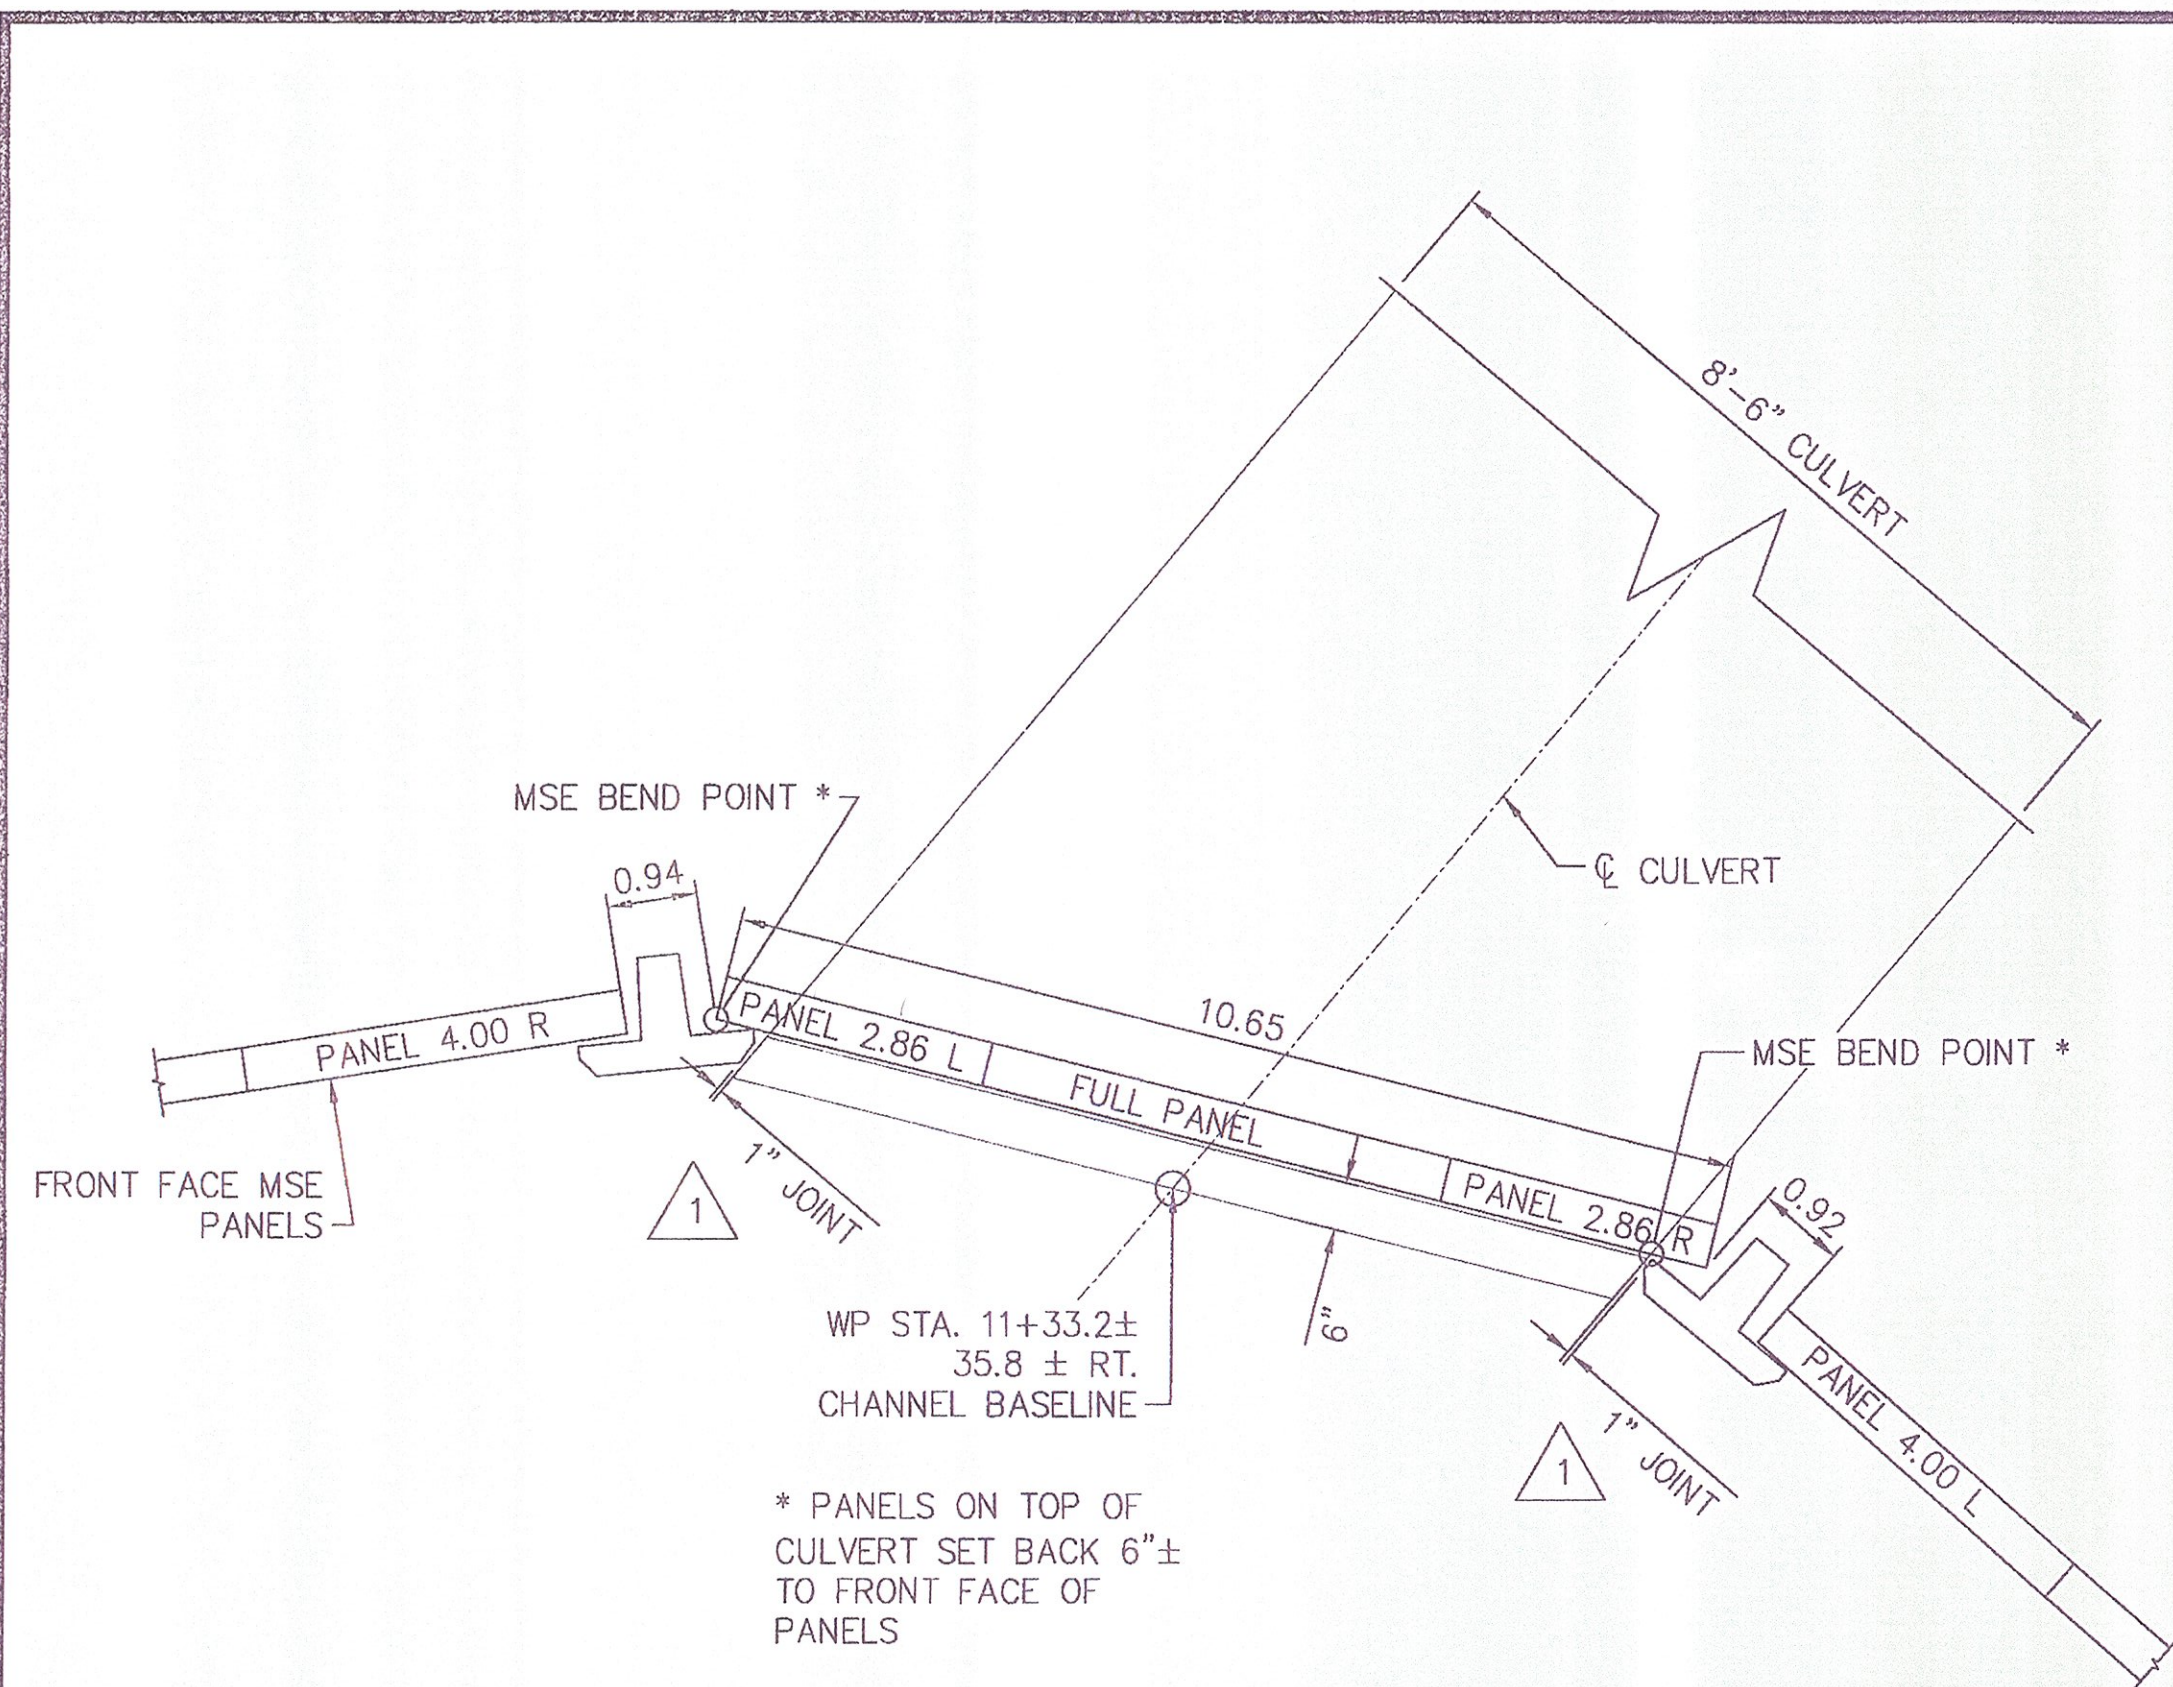 8'-6" CULVERT
MSE BEND POINT *
℄ CULVERT
0.94
10.65
PANEL 4.00 R
PANEL 2.86 L
FULL PANEL
PANEL 2.86 R
MSE BEND POINT *
0.92
FRONT FACE MSE
PANELS
1
1" JOINT
6"
WP STA. 11+33.2±
35.8 ± RT.
CHANNEL BASELINE
PANEL 4.00 L
1
1" JOINT
* PANELS ON TOP OF
CULVERT SET BACK 6"±
TO FRONT FACE OF
PANELS